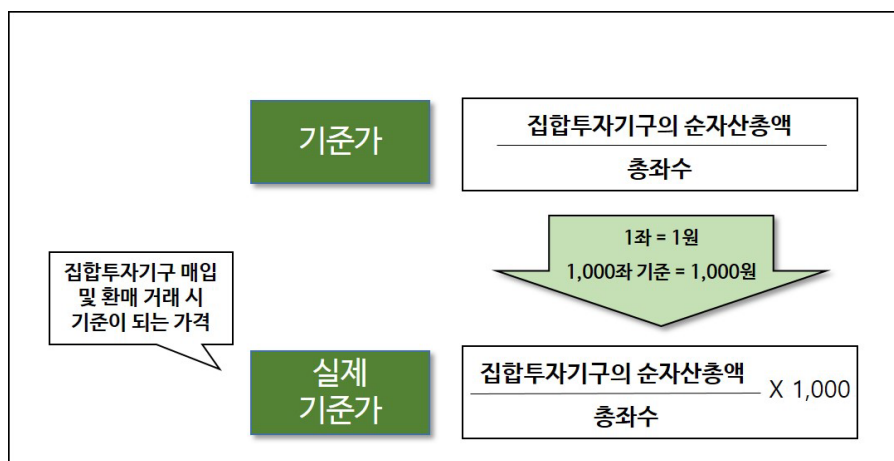 기준가
집합투자기구의 순자산총액
총좌수
1좌 = 1원
1,000좌 기준 = 1,000원
집합투자기구 매입
및 환매 거래 시
기준이 되는 가격
실제
기준가
집합투자기구의 순자산총액
총좌수
X 1,000